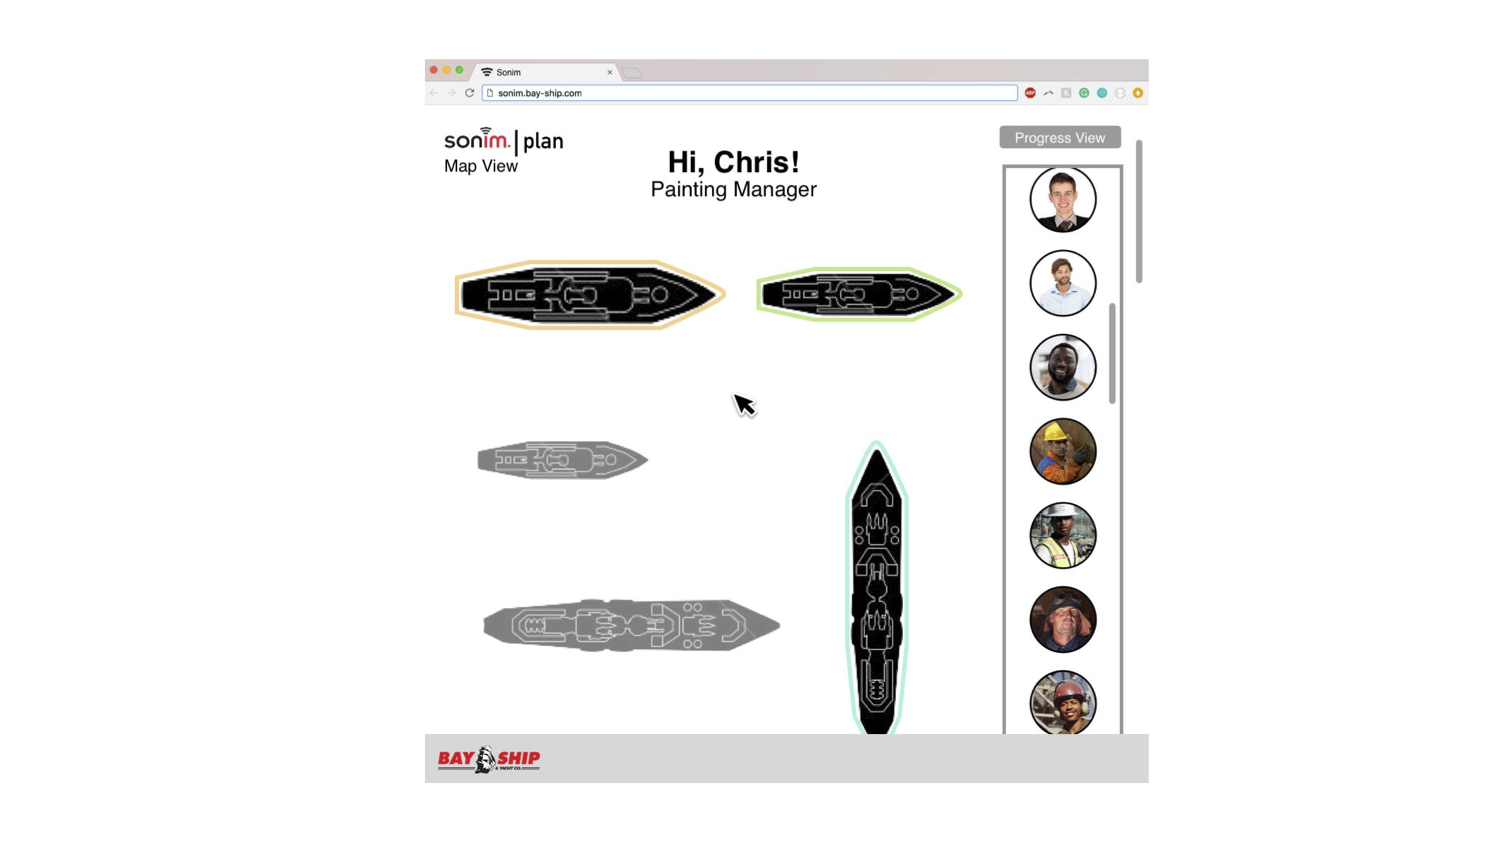 Sonim
sonim.bay-ship.com
ABP
sonim. | plan
Map View
Hi, Chris!
Painting Manager
Progress View
BAY SHIP
& YACHT CO.